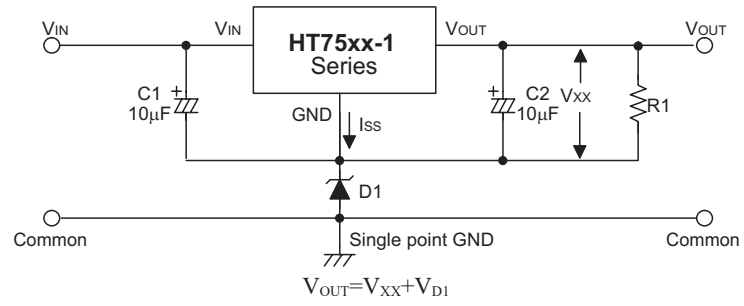 VIN
VIN
HT75xx-1
Series
VOUT
VOUT
C1
10μF
GND
ISS
C2
10μF
VXX
R1
D1
Common
Single point GND
Common
VOUT=VXX+VD1